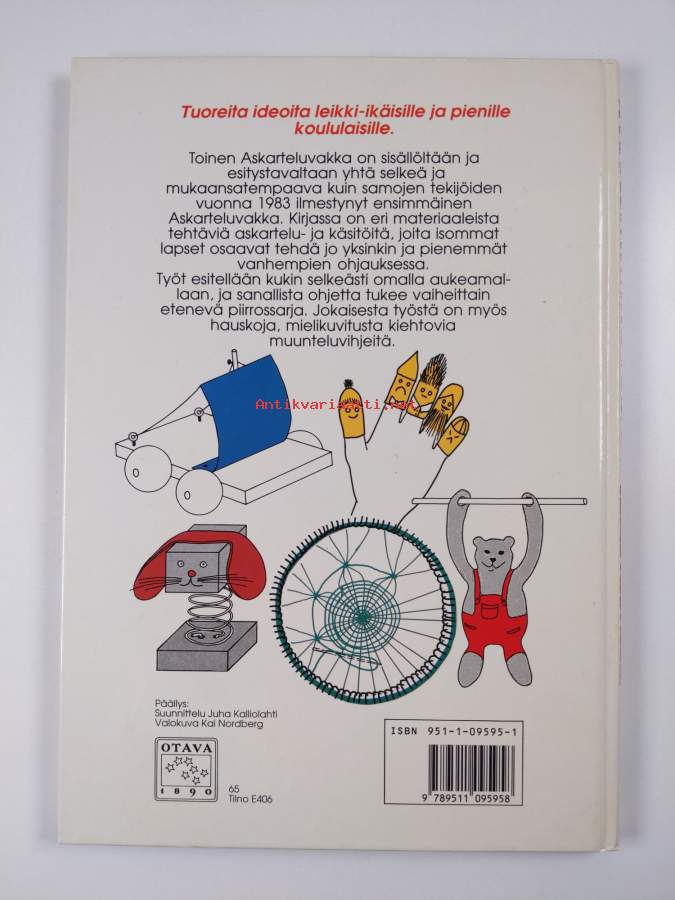 Tuoreita ideoita leikki-ikäisille ja pienille
koululaisille.
Toinen Askarteluvakka on sisällöltään ja
esitystavaltaan yhtä selkeä ja
mukaansatempaava kuin samojen tekijöiden
vuonna 1983 ilmestynyt ensimmäinen
Askarteluvakka. Kirjassa on eri materiaaleista
tehtäviä askartelu- ja käsitöitä, joita isommat
lapset osaavat tehdä jo yksinkin ja pienemmät
vanhempien ohjauksessa.
Työt esitellään kukin selkeästi omalla aukeamal-
laan, ja sanallista ohjetta tukee vaiheittain
etenevä piirrossarja. Jokaisesta työstä on myös
hauskoja, mielikuvitusta kiehtovia
muunteluvihjeitä.
Antikvariaatti.net
Päällys:
Suunnittelu Juha Kalliolahti
Valokuva Kai Nordberg
OTAVA
1890
65
Tilno E406
ISBN 951-1-09595-1
9 789511 095958